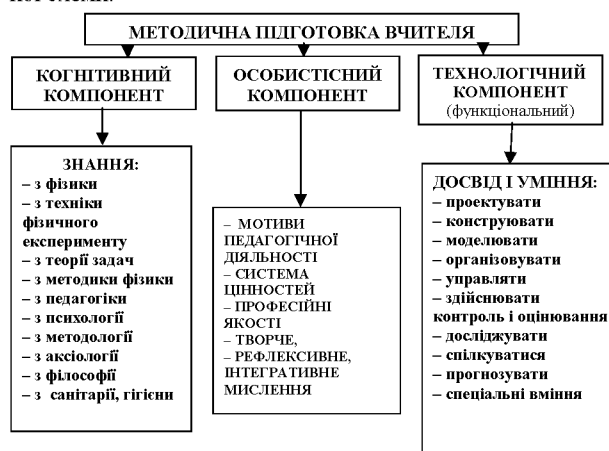 МЕТОДИЧНА ПІДГОТОВКА ВЧИТЕЛЯ
КОГНІТИВНИЙ
КОМПОНЕНТ
ОСОБИСТІСНИЙ
КОМПОНЕНТ
ТЕХНОЛОГІЧНИЙ
КОМПОНЕНТ
(функціональний)
ЗНАННЯ:
– з фізики
– з техніки
фізичного
експерименту
– з теорії задач
– з методики фізики
– з педагогіки
– з психології
– з методології
– з аксіології
– з філософії
– з санітарії, гігієни
– МОТИВИ
ПЕДАГОГІЧНОЇ
ДІЯЛЬНОСТІ
– СИСТЕМА
ЦІННОСТЕЙ
– ПРОФЕСІЙНІ
ЯКОСТІ
– ТВОРЧЕ,
– РЕФЛЕКСИВНЕ,
ІНТЕГРАТИВНЕ
МИСЛЕННЯ
ДОСВІД І УМІННЯ:
– проектувати
– конструювати
– моделювати
– організовувати
– управляти
– здійснювати
контроль і оцінювання
– досліджувати
– спілкуватися
– прогнозувати
– спеціальні вміння